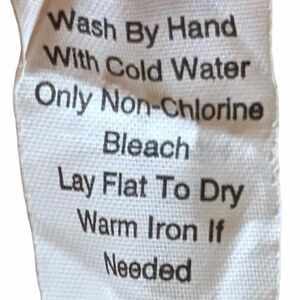 Wash By Hand
With Cold Water
Only Non-Chlorine
Bleach
Lay Flat To Dry
Warm Iron If
Needed